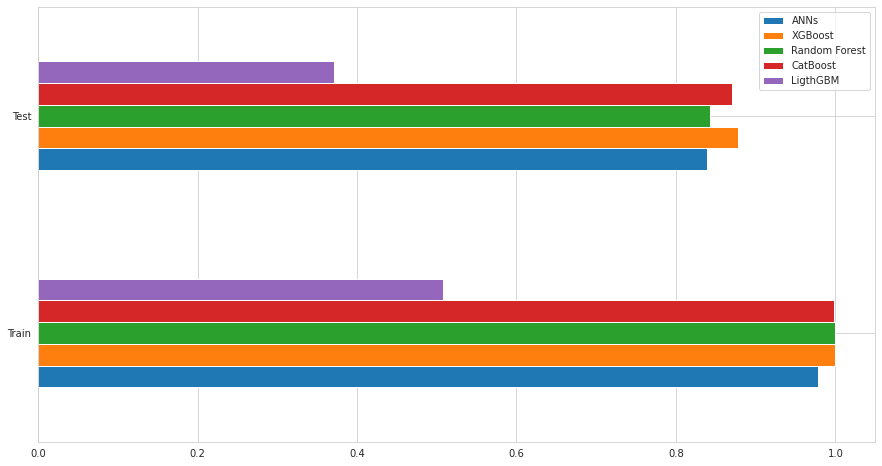 ANNs
XGBoost
Random Forest
CatBoost
LigthGBM
Test
Train
0.0 0.2 0.4 0.6 0.8 1.0